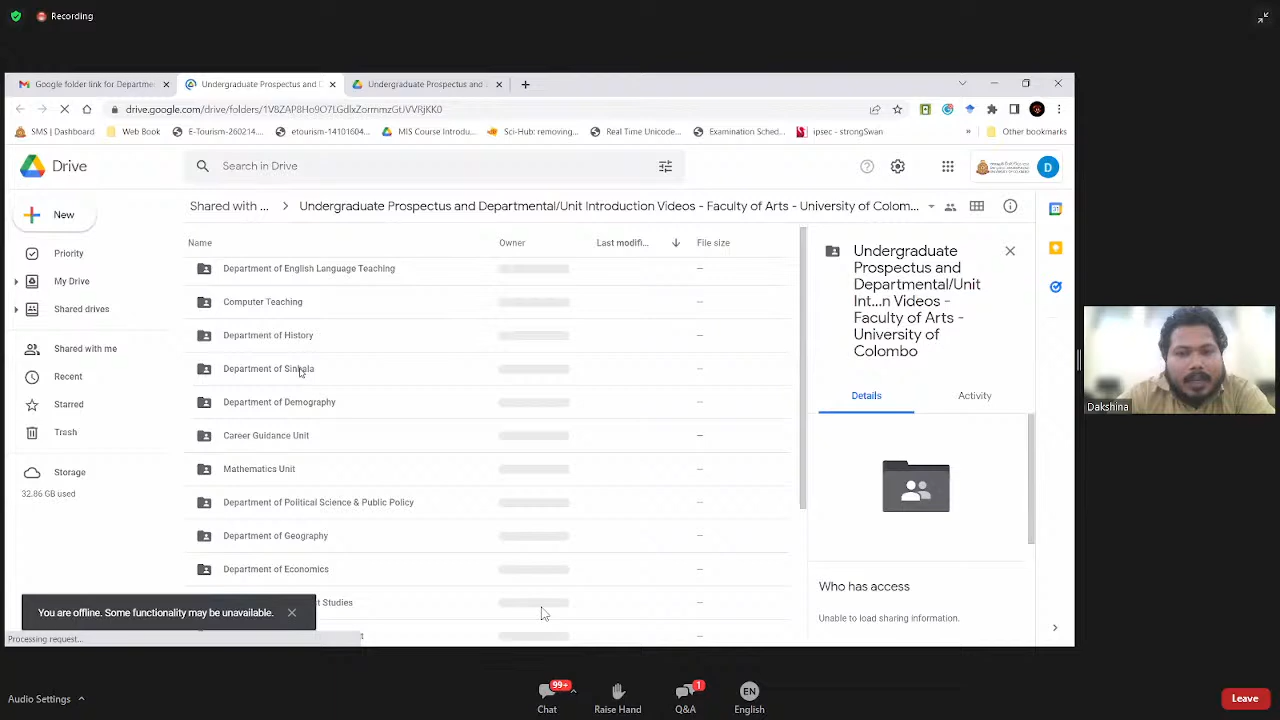 Recording
Google folder link for Departme
Undergraduate Prospectus and D
Undergraduate Prospectus and
drive.google.com/drive/folders/
SMS | Dashboard
Web Book
E-Tourism-260214...
etourism-14101604...
MIS Course Introdu...
Sci-Hub: removing...
Real Time Unicode...
Examination Sched...
ipsec - strongSwan
»
Other bookmarks
Drive
Search in Drive
D
New
Shared with ...
Undergraduate Prospectus and Departmental/Unit Introduction Videos - Faculty of Arts - University of Colom...
Priority
My Drive
Shared drives
Shared with me
Recent
Starred
Trash
Storage
32.86 GB used
Name Owner Last modifi... File size
Department of English Language Teaching –
Computer Teaching –
Department of History –
Department of Sinhala –
Department of Demography –
Career Guidance Unit –
Mathematics Unit –
Department of Political Science & Public Policy –
Department of Geography –
Department of Economics –
t Studies –
t –
You are offline. Some functionality may be unavailable.
Processing request...
Undergraduate
Prospectus and
Departmental/Unit
Int...n Videos -
Faculty of Arts -
University of
Colombo
Details Activity
Who has access
Unable to load sharing information.
Dakshina
Audio Settings
99+
Chat
Raise Hand
1
Q&A
EN
English
Leave